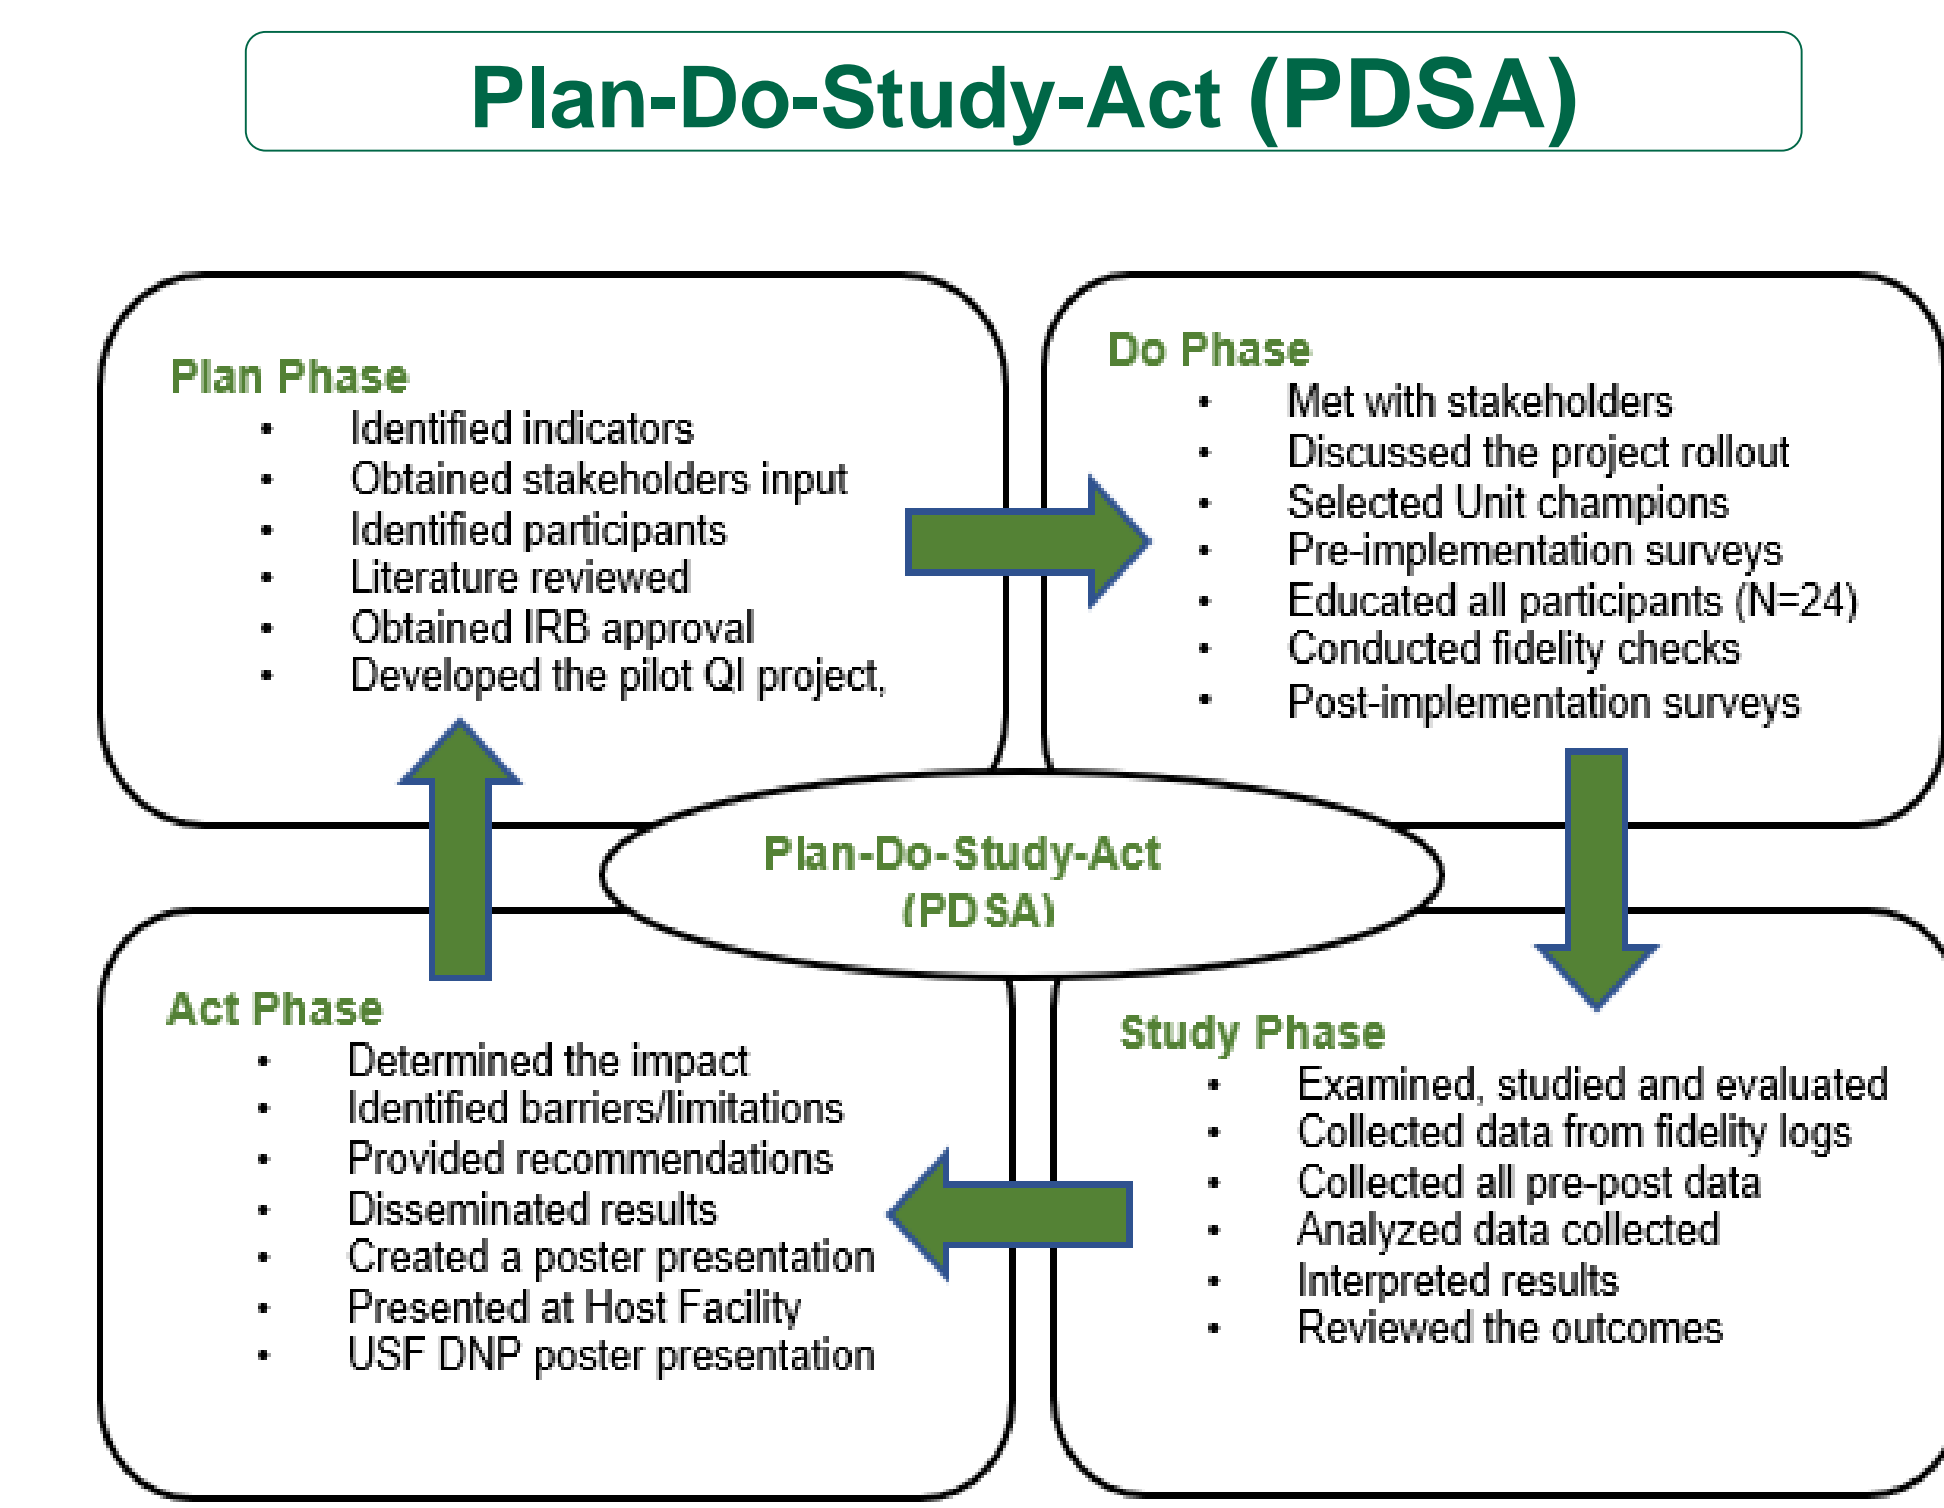 Plan-Do-Study-Act (PDSA)
Plan Phase
• Identified indicators
• Obtained stakeholders input
• Identified participants
• Literature reviewed
• Obtained IRB approval
• Developed the pilot QI project,
Do Phase
• Met with stakeholders
• Discussed the project rollout
• Selected Unit champions
• Pre-implementation surveys
• Educated all participants (N=24)
• Conducted fidelity checks
• Post-implementation surveys
Plan-Do-Study-Act
(PDSA)
Act Phase
• Determined the impact
• Identified barriers/limitations
• Provided recommendations
• Disseminated results
• Created a poster presentation
• Presented at Host Facility
• USF DNP poster presentation
Study Phase
• Examined, studied and evaluated
• Collected data from fidelity logs
• Collected all pre-post data
• Analyzed data collected
• Interpreted results
• Reviewed the outcomes